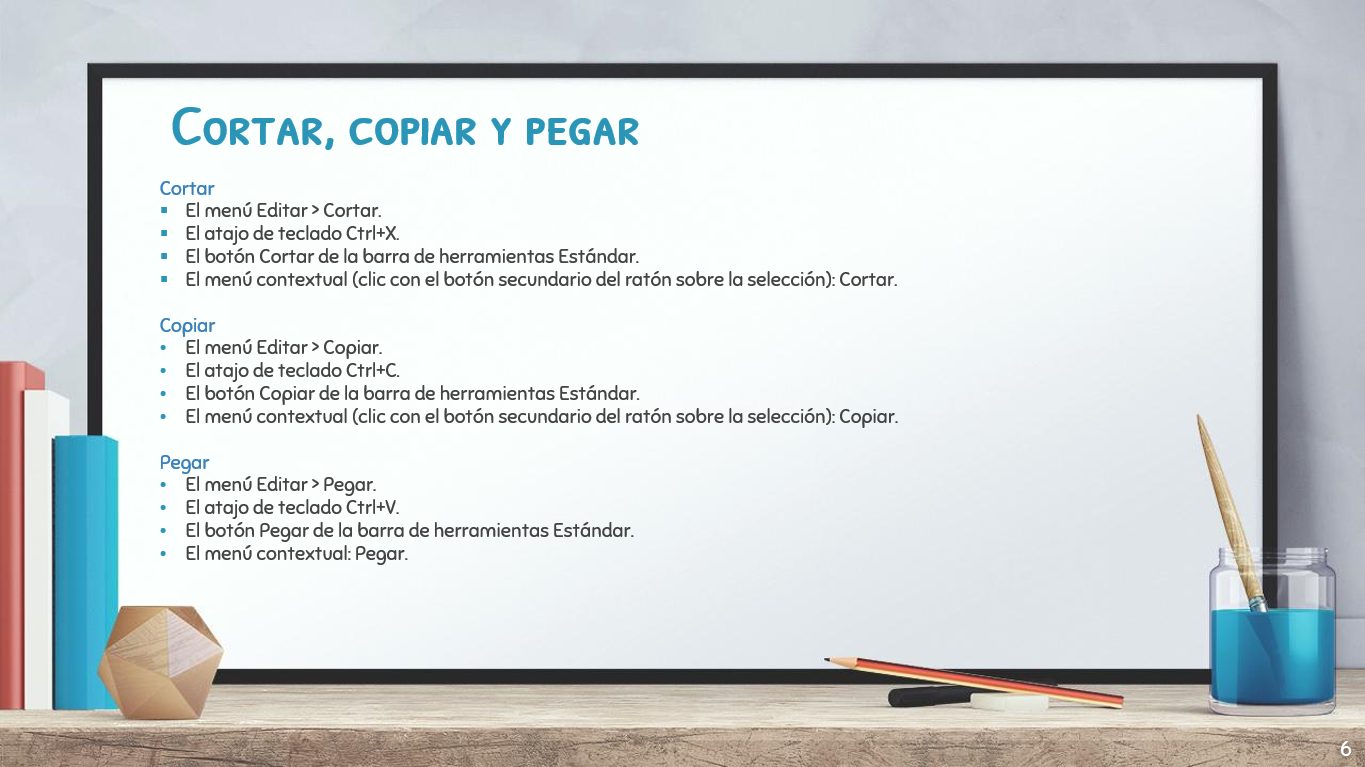 Cortar, copiar y pegar
Cortar
▪ El menú Editar > Cortar.
▪ El atajo de teclado Ctrl+X.
▪ El botón Cortar de la barra de herramientas Estándar.
▪ El menú contextual (clic con el botón secundario del ratón sobre la selección): Cortar.
Copiar
• El menú Editar > Copiar.
• El atajo de teclado Ctrl+C.
• El botón Copiar de la barra de herramientas Estándar.
• El menú contextual (clic con el botón secundario del ratón sobre la selección): Copiar.
Pegar
• El menú Editar > Pegar.
• El atajo de teclado Ctrl+V.
• El botón Pegar de la barra de herramientas Estándar.
• El menú contextual: Pegar.
6